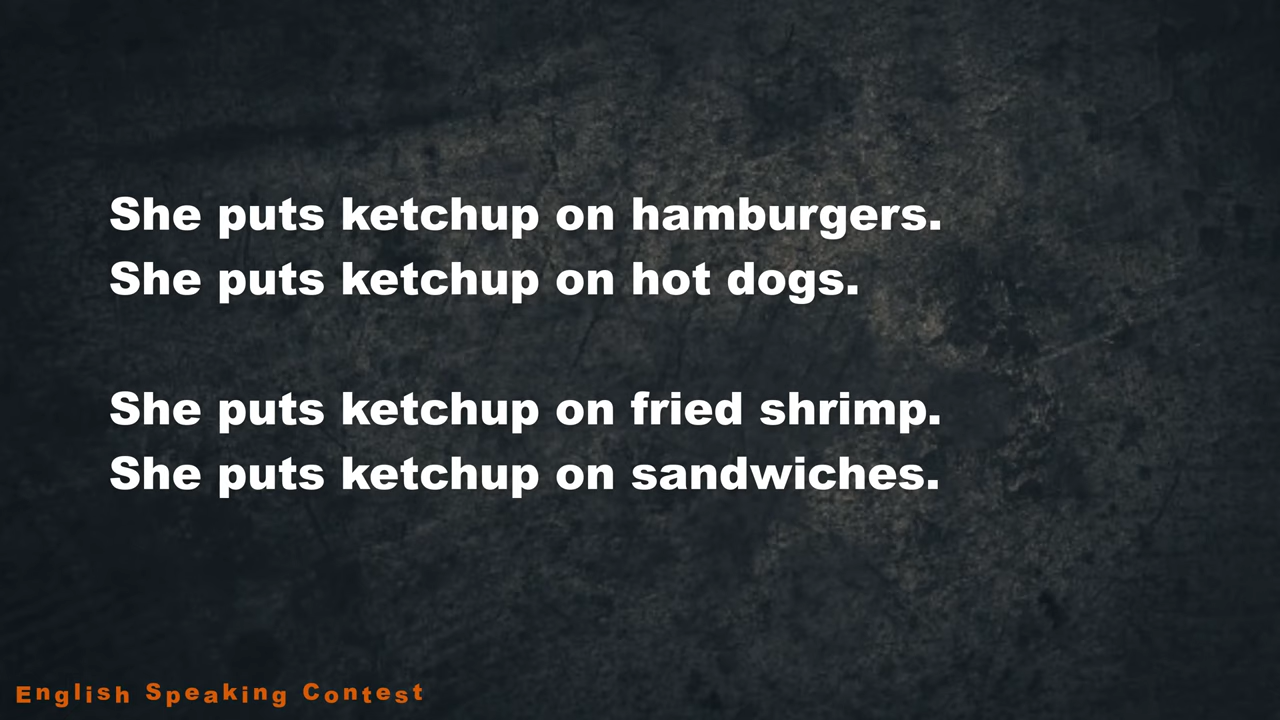 She puts ketchup on hamburgers.
She puts ketchup on hot dogs.
She puts ketchup on fried shrimp.
She puts ketchup on sandwiches.
English Speaking Contest